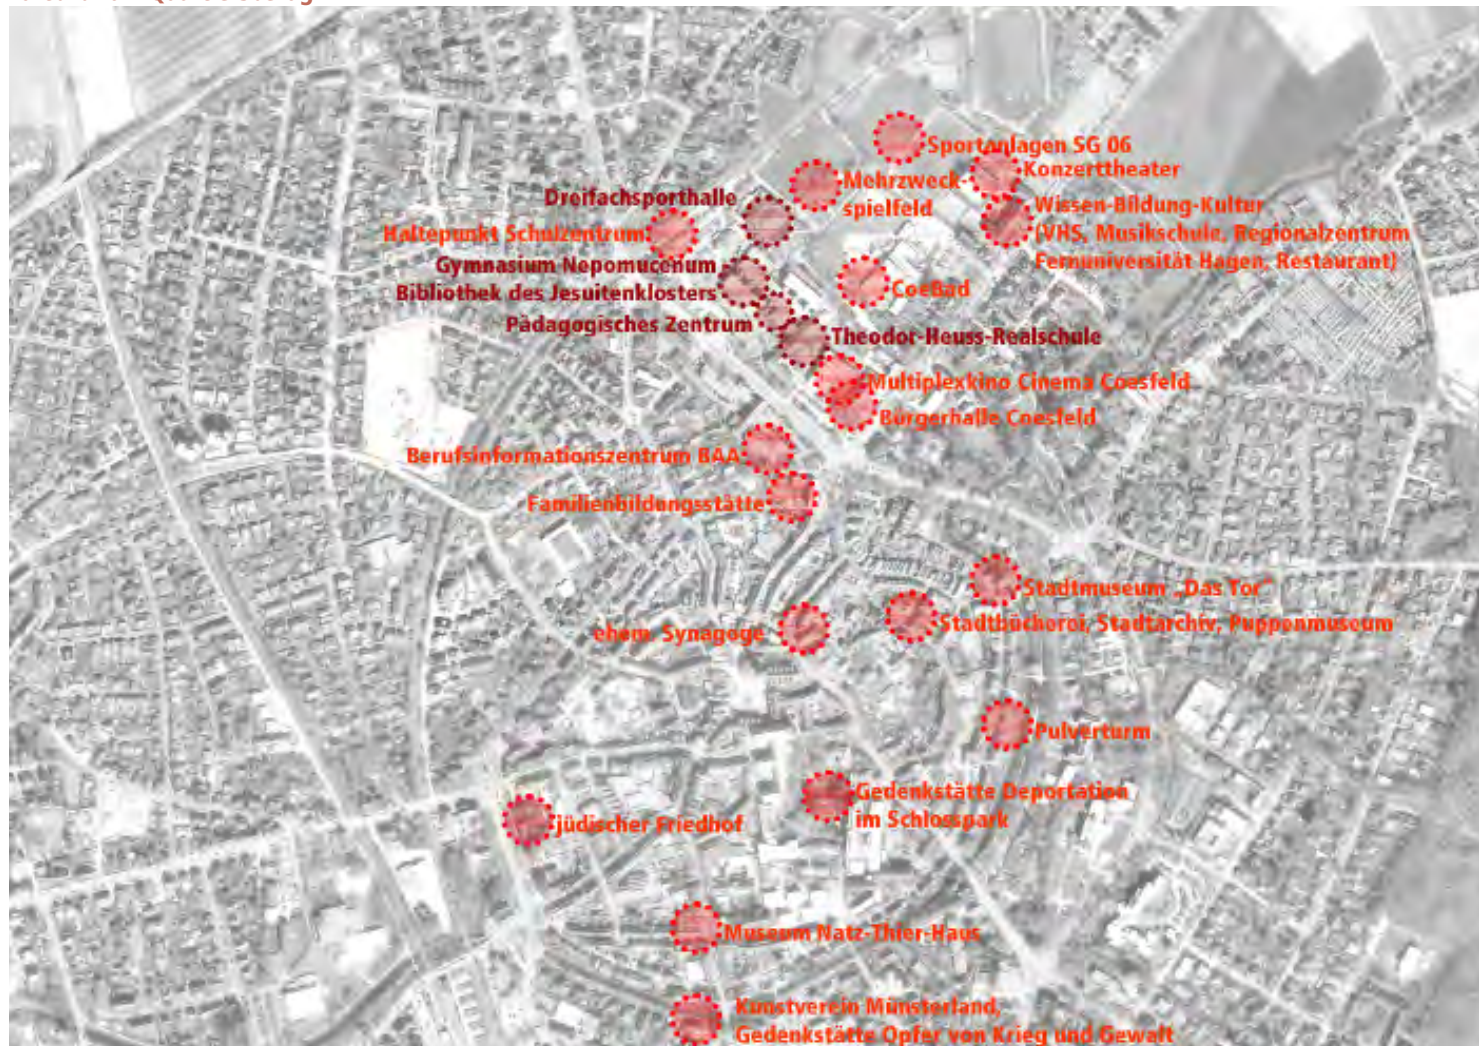 Sportanlagen SG 06
Konzerttheater
Mehrzweck-
spielfeld
Dreifachsporthalle
Wissen-Bildung-Kultur
(VHS, Musikschule, Regionalzentrum
Fernuniversität Hagen, Restaurant)
Haltepunkt Schulzentrum
Gymnasium Nepomucenum
Bibliothek des Jesuitenklosters
CoeBad
Pädagogisches Zentrum
Theodor-Heuss-Realschule
Multiplexkino Cinema Coesfeld
Bürgerhalle Coesfeld
Berufsinformationszentrum BAA
Familienbildungsstätte
Stadtmuseum „Das Tor"
Stadtbücherei, Stadtarchiv, Puppenmuseum
ehem. Synagoge
Pulverturm
Gedenkstätte Deportation
im Schlosspark
jüdischer Friedhof
Museum Natz-Thier-Haus
Kunstverein Münsterland,
Gedenkstätte Opfer von Krieg und Gewalt